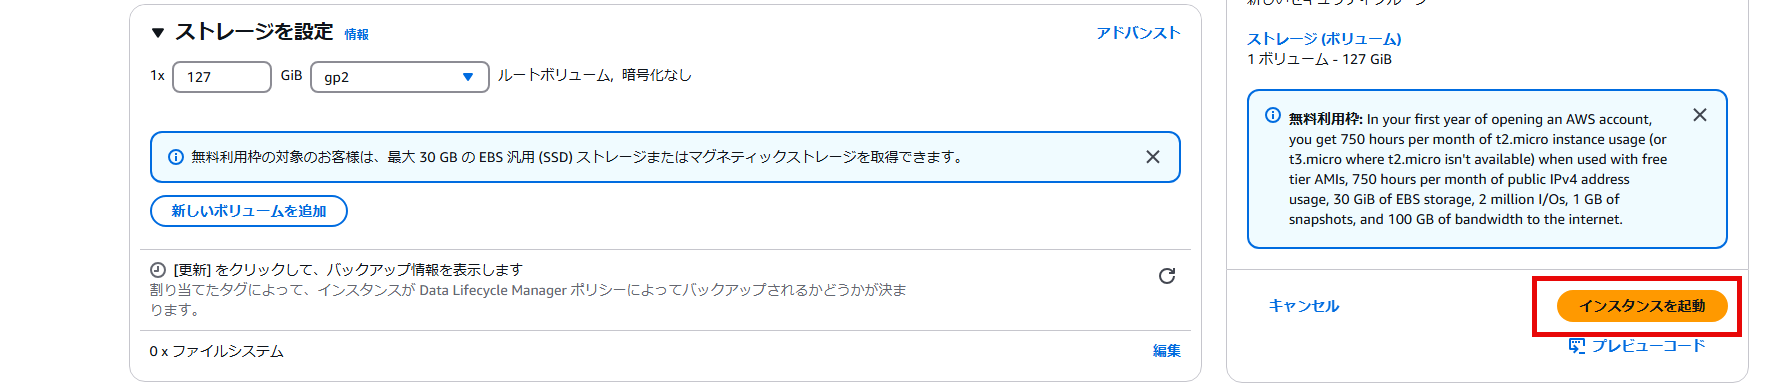 ストレージを設定 情報 アドバンスト
1x 127 GiB gp2 ルートボリューム, 暗号化なし
無料利用枠の対象のお客様は、最大 30 GB の EBS 汎用 (SSD) ストレージまたはマグネティックストレージを取得できます。
新しいボリュームを追加
[更新] をクリックして、バックアップ情報を表示します
割り当てたタグによって、インスタンスが Data Lifecycle Manager ポリシーによってバックアップされるかどうかが決ま
ります。
0 x ファイルシステム 編集
新しいセキュリティグループ
ストレージ (ボリューム)
1 ボリューム - 127 GiB
無料利用枠: In your first year of opening an AWS account,
you get 750 hours per month of t2.micro instance usage (or
t3.micro where t2.micro isn't available) when used with free
tier AMIs, 750 hours per month of public IPv4 address
usage, 30 GiB of EBS storage, 2 million I/Os, 1 GB of
snapshots, and 100 GB of bandwidth to the internet.
キャンセル インスタンスを起動
プレビューコード